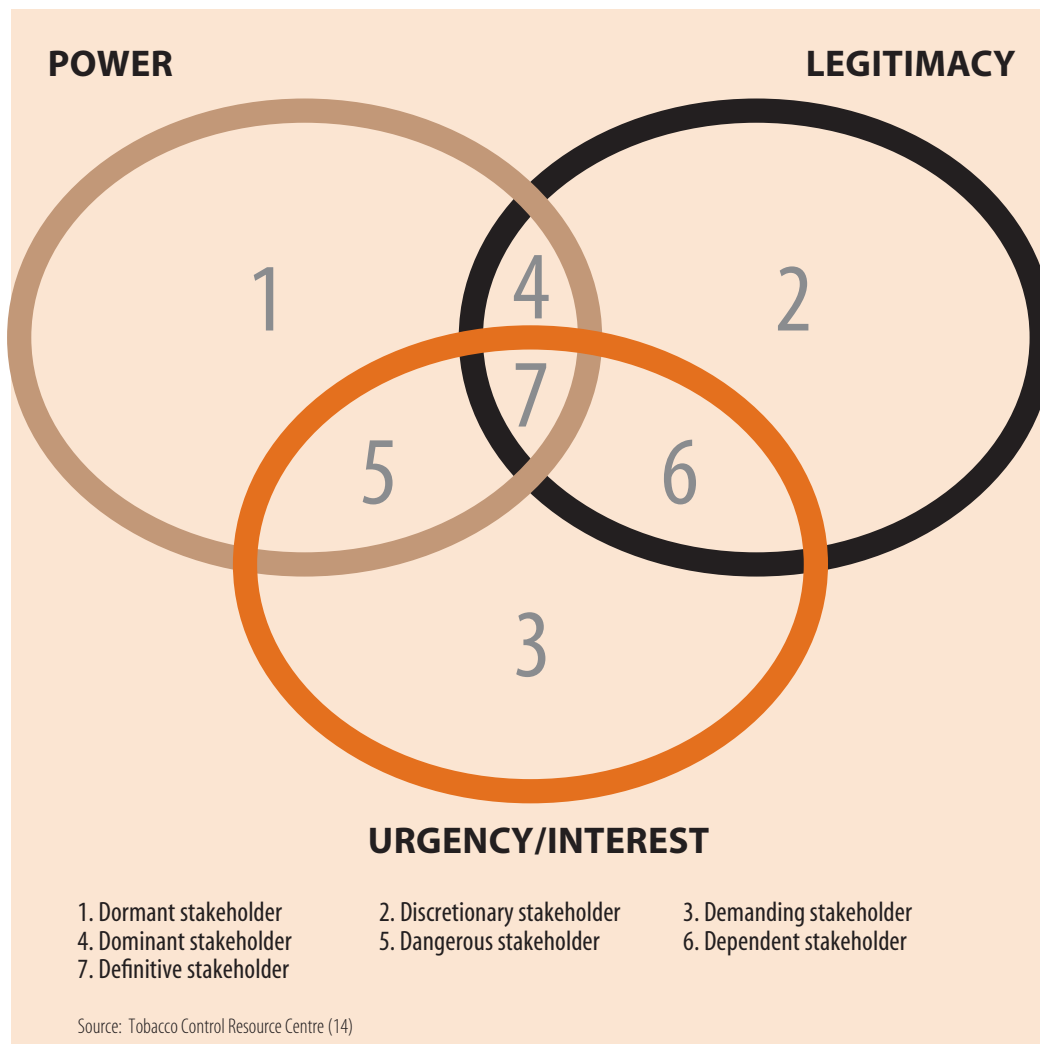 POWER
LEGITIMACY
1
4
2
7
5
6
3
URGENCY/INTEREST
1. Dormant stakeholder
2. Discretionary stakeholder
3. Demanding stakeholder
4. Dominant stakeholder
5. Dangerous stakeholder
6. Dependent stakeholder
7. Definitive stakeholder
Source: Tobacco Control Resource Centre (14)